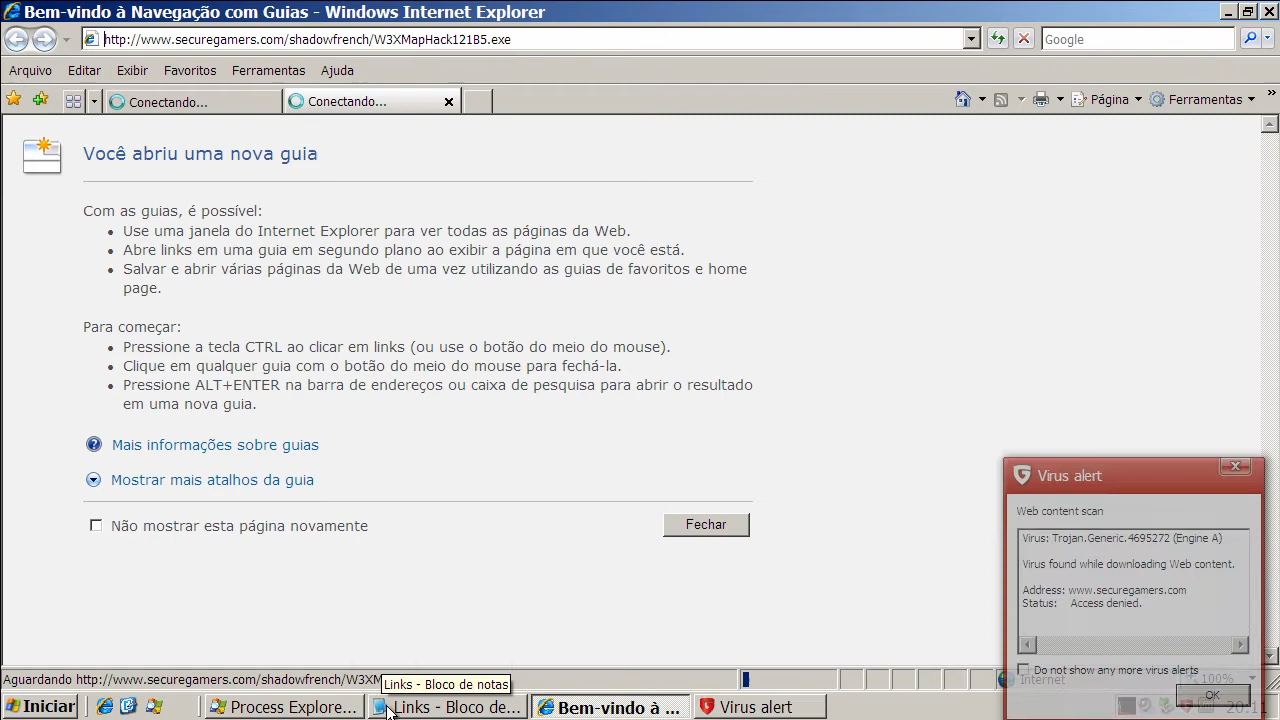 Bem-vindo à Navegação com Guias - Windows Internet Explorer
http://www.securegamers.com/shadowfrench/W3XMapHack121B5.exe
Google
Arquivo Editar Exibir Favoritos Ferramentas Ajuda
Conectando... Conectando... Página Ferramentas »
Você abriu uma nova guia
Com as guias, é possível:
• Use uma janela do Internet Explorer para ver todas as páginas da Web.
• Abre links em uma guia em segundo plano ao exibir a página em que você está.
• Salvar e abrir várias páginas da Web de uma vez utilizando as guias de favoritos e home
page.
Para começar:
• Pressione a tecla CTRL ao clicar em links (ou use o botão do meio do mouse).
• Clique em qualquer guia com o botão do meio do mouse para fechá-la.
• Pressione ALT+ENTER na barra de endereços ou caixa de pesquisa para abrir o resultado
em uma nova guia.
Mais informações sobre guias
Mostrar mais atalhos da guia
Não mostrar esta página novamente
Fechar
Virus alert
Web content scan
Virus: Trojan.Generic.4695272 (Engine A)
Virus found while downloading Web content.
Address: www.securegamers.com
Status: Access denied.
Do not show any more virus alerts
OK
Aguardando http://www.securegamers.com/shadowfrench/W3XM
Internet
100%
Links - Bloco de notas
Iniciar
Process Explore...
Links - Bloco de...
Bem-vindo à ...
Virus alert
20:11